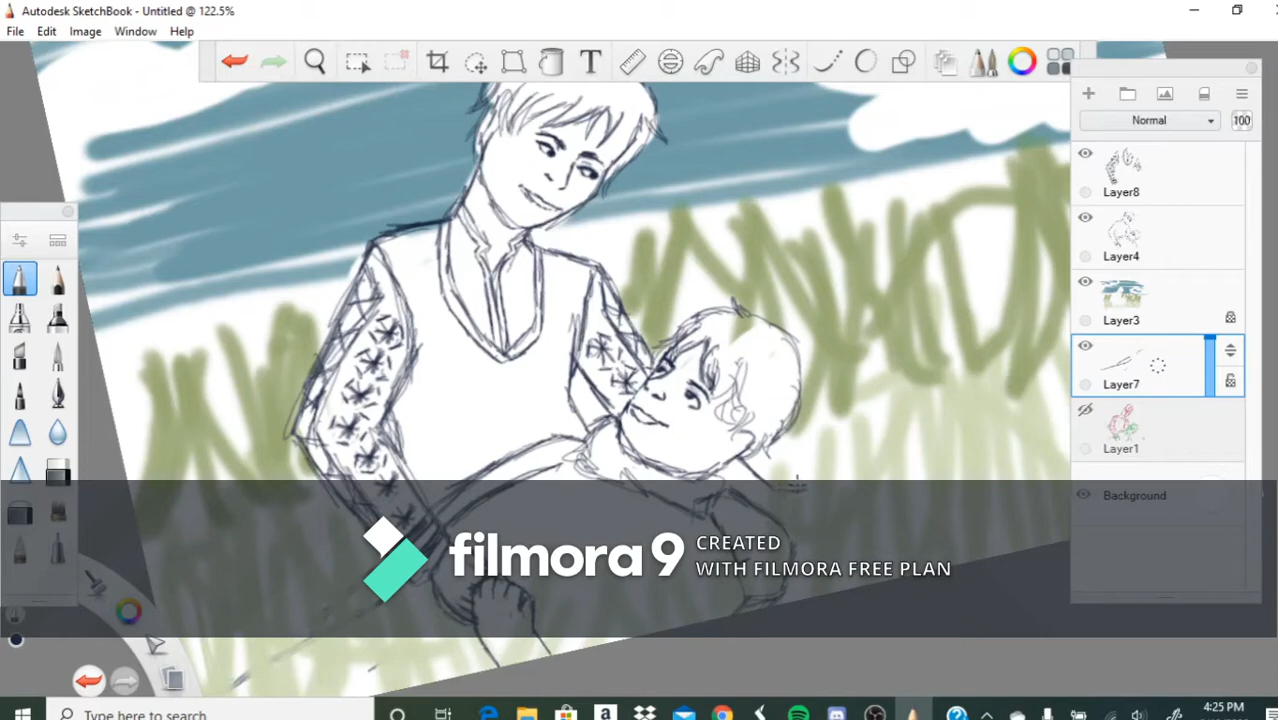 Autodesk SketchBook - Untitled @ 122.5%
File Edit Image Window Help
T
Normal 100
Layer8
Layer4
Layer3
Layer7
Layer1
Background
filmora 9 CREATED
WITH FILMORA FREE PLAN
4:25 PM
Type here to search